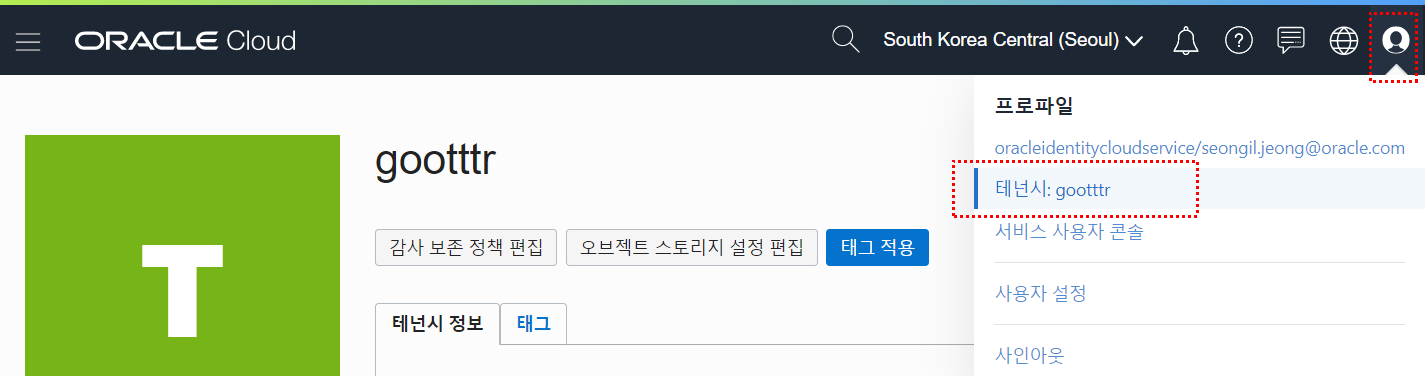 ORACLE Cloud
South Korea Central (Seoul)
프로파일
oracleidentitycloudservice/seongil.jeong@oracle.com
테넌시: gootttr
서비스 사용자 콘솔
사용자 설정
사인아웃
T
gootttr
감사 보존 정책 편집
오브젝트 스토리지 설정 편집
태그 적용
테넌시 정보
태그